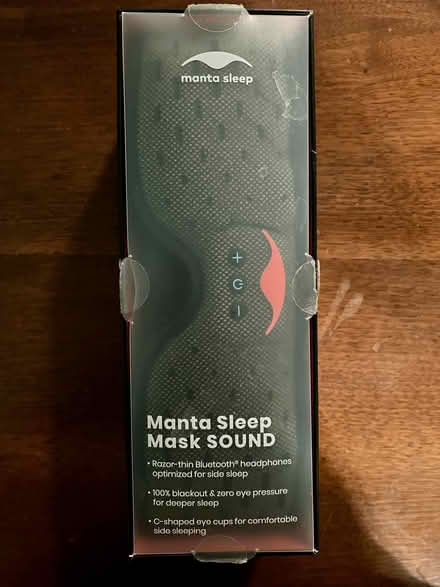 manta sleep
+
Manta Sleep
Mask SOUND
• Razor-thin Bluetooth® headphones
optimized for side sleep
• 100% blackout & zero eye pressure
for deeper sleep
• C-shaped eye cups for comfortable
side sleeping